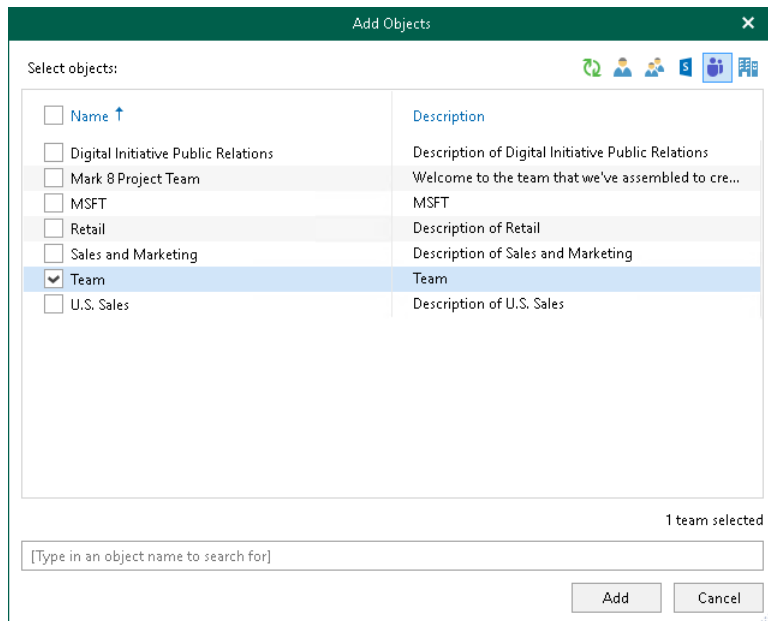 Add Objects
Select objects:
Name Description
Digital Initiative Public Relations Description of Digital Initiative Public Relations
Mark 8 Project Team Welcome to the team that we've assembled to cre...
MSFT MSFT
Retail Description of Retail
Sales and Marketing Description of Sales and Marketing
Team Team
U.S. Sales Description of U.S. Sales
1 team selected
[Type in an object name to search for]
Add Cancel